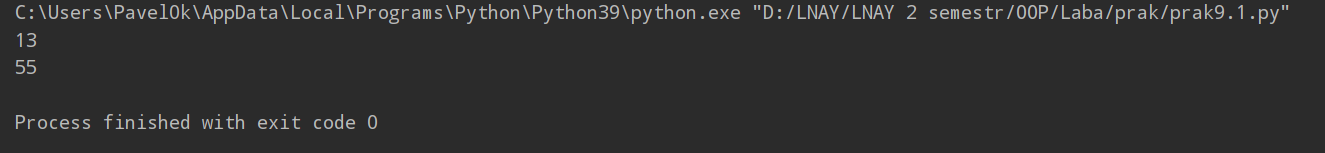 C:\Users\PavelOk\AppData\Local\Programs\Python\Python39\python.exe "D:/LNAY/LNAY 2 semestr/OOP/Laba/prak/prak9.1.py"
13
55
Process finished with exit code 0